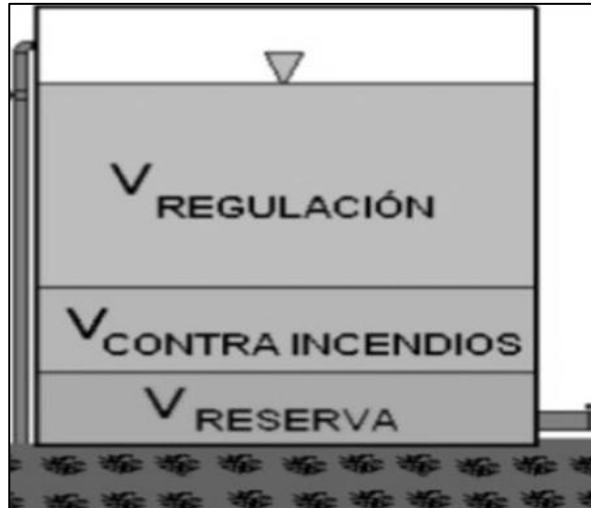 V REGULACIÓN
V CONTRA INCENDIOS
V RESERVA